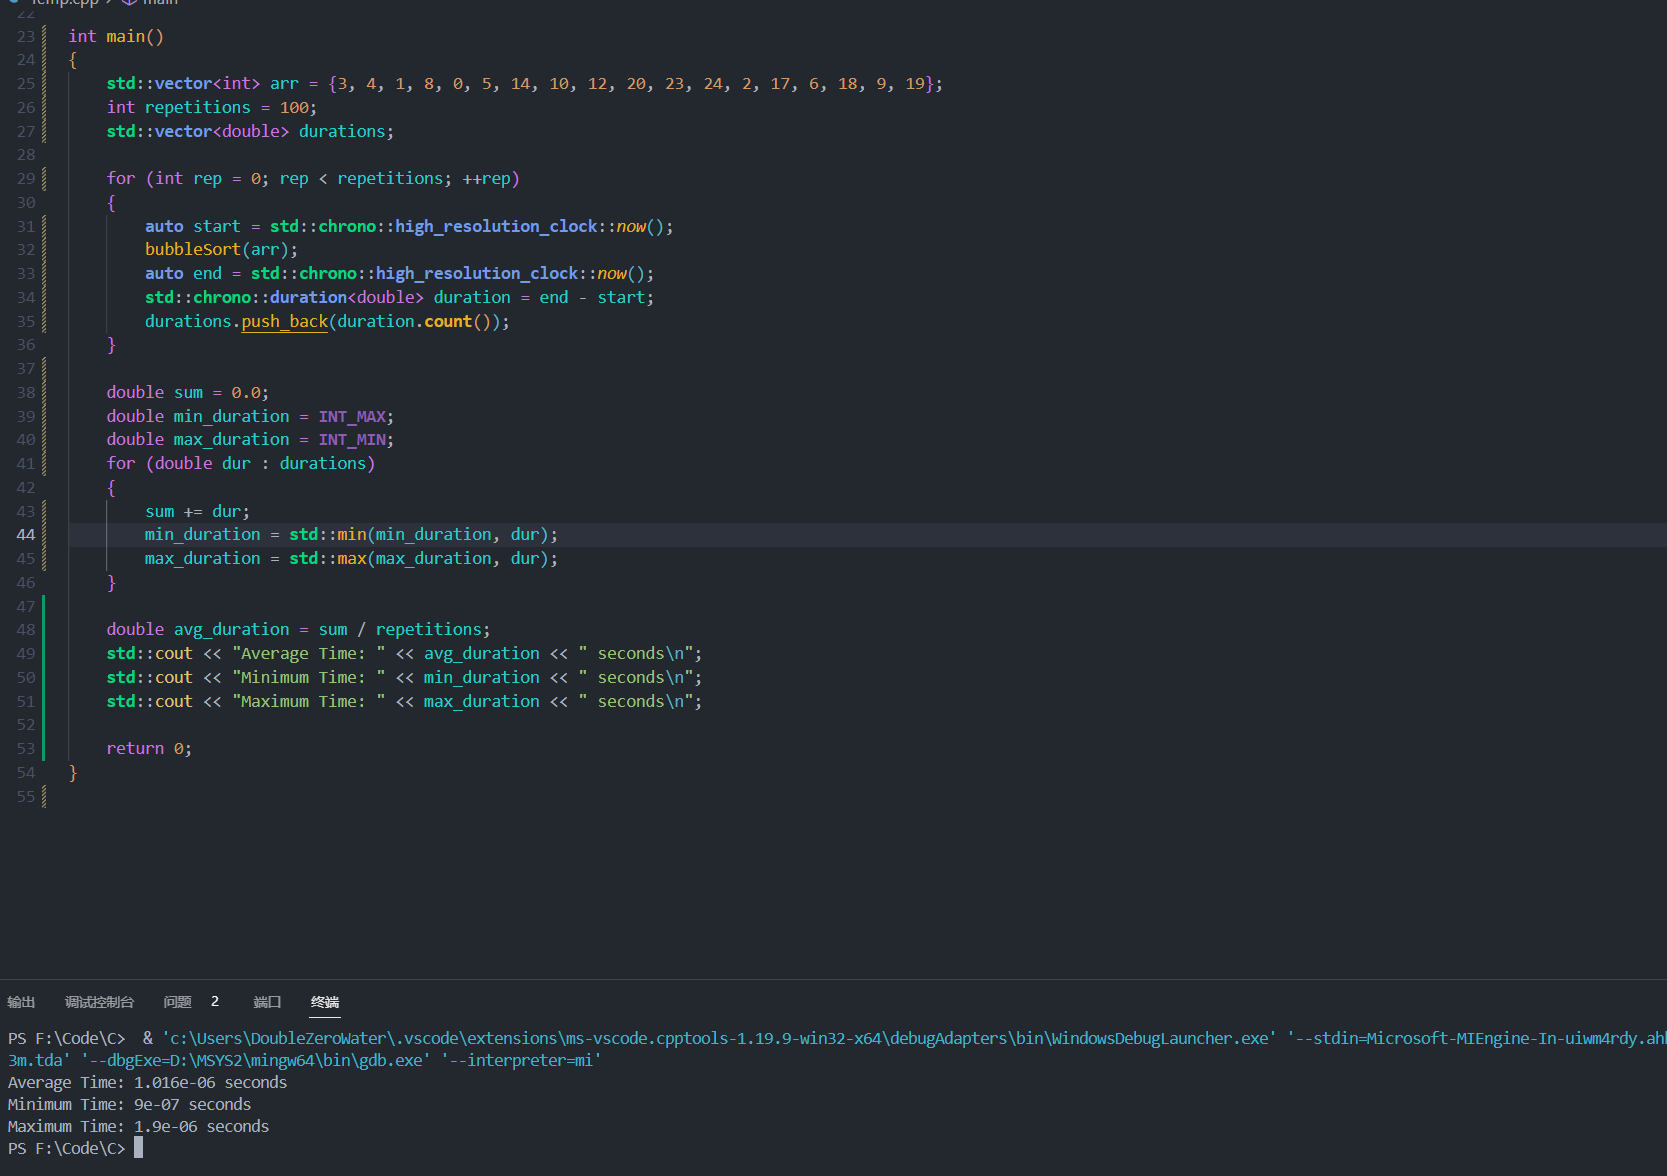 Temp.cpp > main
22
23 int main()
24 {
25 std::vector<int> arr = {3, 4, 1, 8, 0, 5, 14, 10, 12, 20, 23, 24, 2, 17, 6, 18, 9, 19};
26 int repetitions = 100;
27 std::vector<double> durations;
28
29 for (int rep = 0; rep < repetitions; ++rep)
30 {
31 auto start = std::chrono::high_resolution_clock::now();
32 bubbleSort(arr);
33 auto end = std::chrono::high_resolution_clock::now();
34 std::chrono::duration<double> duration = end - start;
35 durations.push_back(duration.count());
36 }
37
38 double sum = 0.0;
39 double min_duration = INT_MAX;
40 double max_duration = INT_MIN;
41 for (double dur : durations)
42 {
43 sum += dur;
44 min_duration = std::min(min_duration, dur);
45 max_duration = std::max(max_duration, dur);
46 }
47
48 double avg_duration = sum / repetitions;
49 std::cout << "Average Time: " << avg_duration << " seconds\n";
50 std::cout << "Minimum Time: " << min_duration << " seconds\n";
51 std::cout << "Maximum Time: " << max_duration << " seconds\n";
52
53 return 0;
54 }
55
输出 调试控制台 问题 2 端口 终端
PS F:\Code\C> & 'c:\Users\DoubleZeroWater\.vscode\extensions\ms-vscode.cpptools-1.19.9-win32-x64\debugAdapters\bin\WindowsDebugLauncher.exe' '--stdin=Microsoft-MIEngine-In-uiwm4rdy.ah
3m.tda' '--dbgExe=D:\MSYS2\mingw64\bin\gdb.exe' '--interpreter=mi'
Average Time: 1.016e-06 seconds
Minimum Time: 9e-07 seconds
Maximum Time: 1.9e-06 seconds
PS F:\Code\C>